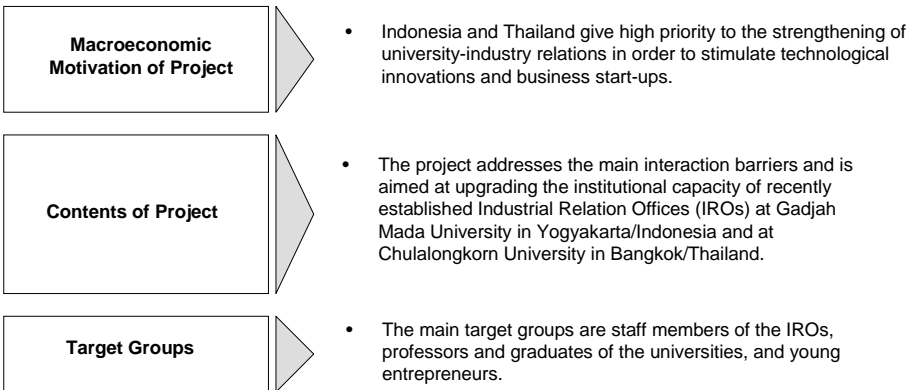 Macroeconomic
Motivation of Project
• Indonesia and Thailand give high priority to the strengthening of
university-industry relations in order to stimulate technological
innovations and business start-ups.
Contents of Project
• The project addresses the main interaction barriers and is
aimed at upgrading the institutional capacity of recently
established Industrial Relation Offices (IROs) at Gadjah
Mada University in Yogyakarta/Indonesia and at
Chulalongkorn University in Bangkok/Thailand.
Target Groups
• The main target groups are staff members of the IROs,
professors and graduates of the universities, and young
entrepreneurs.